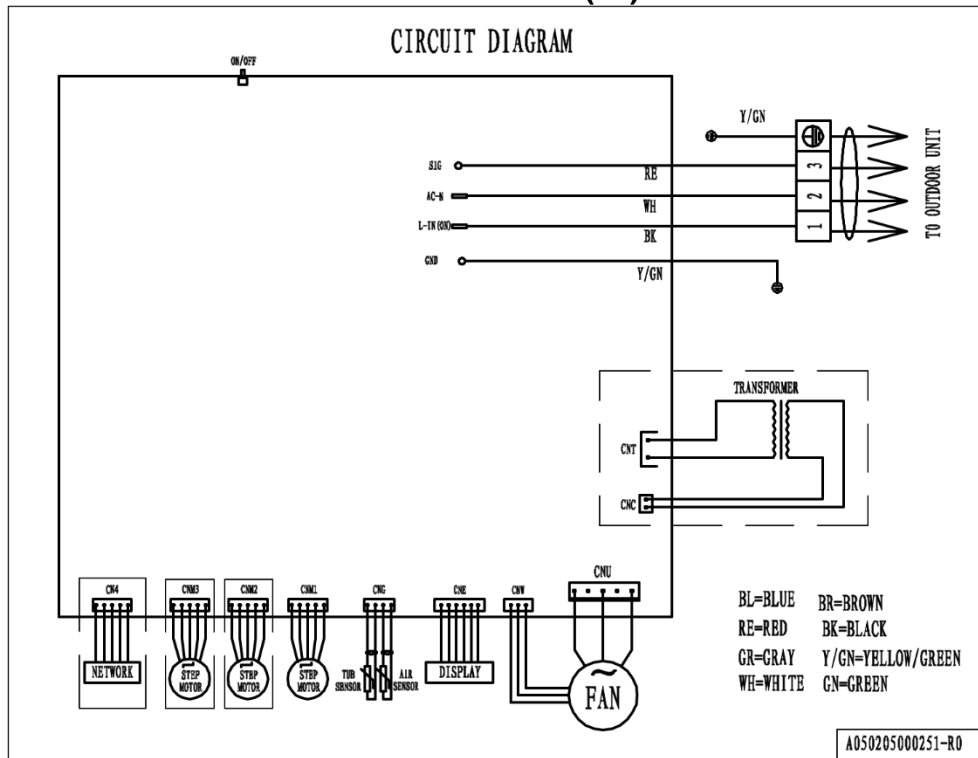 CIRCUIT DIAGRAM
ON/OFF
Y/GN
SIG
RE
3
AC-N
WH
2
L-IN(ON)
BK
1
GND
Y/GN
TO OUTDOOR UNIT
TRANSFORMER
CNT
CNC
CN4
CNM3
CNM2
CNM1
CNG
CNE
CNW
CNU
NETWORK
STEP MOTOR
STEP MOTOR
STEP MOTOR
TUB SENSOR
AIR SENSOR
DISPLAY
FAN
BL=BLUE BR=BROWN
RE=RED BK=BLACK
GR=GRAY Y/GN=YELLOW/GREEN
WH=WHITE GN=GREEN
A050205000251-R0